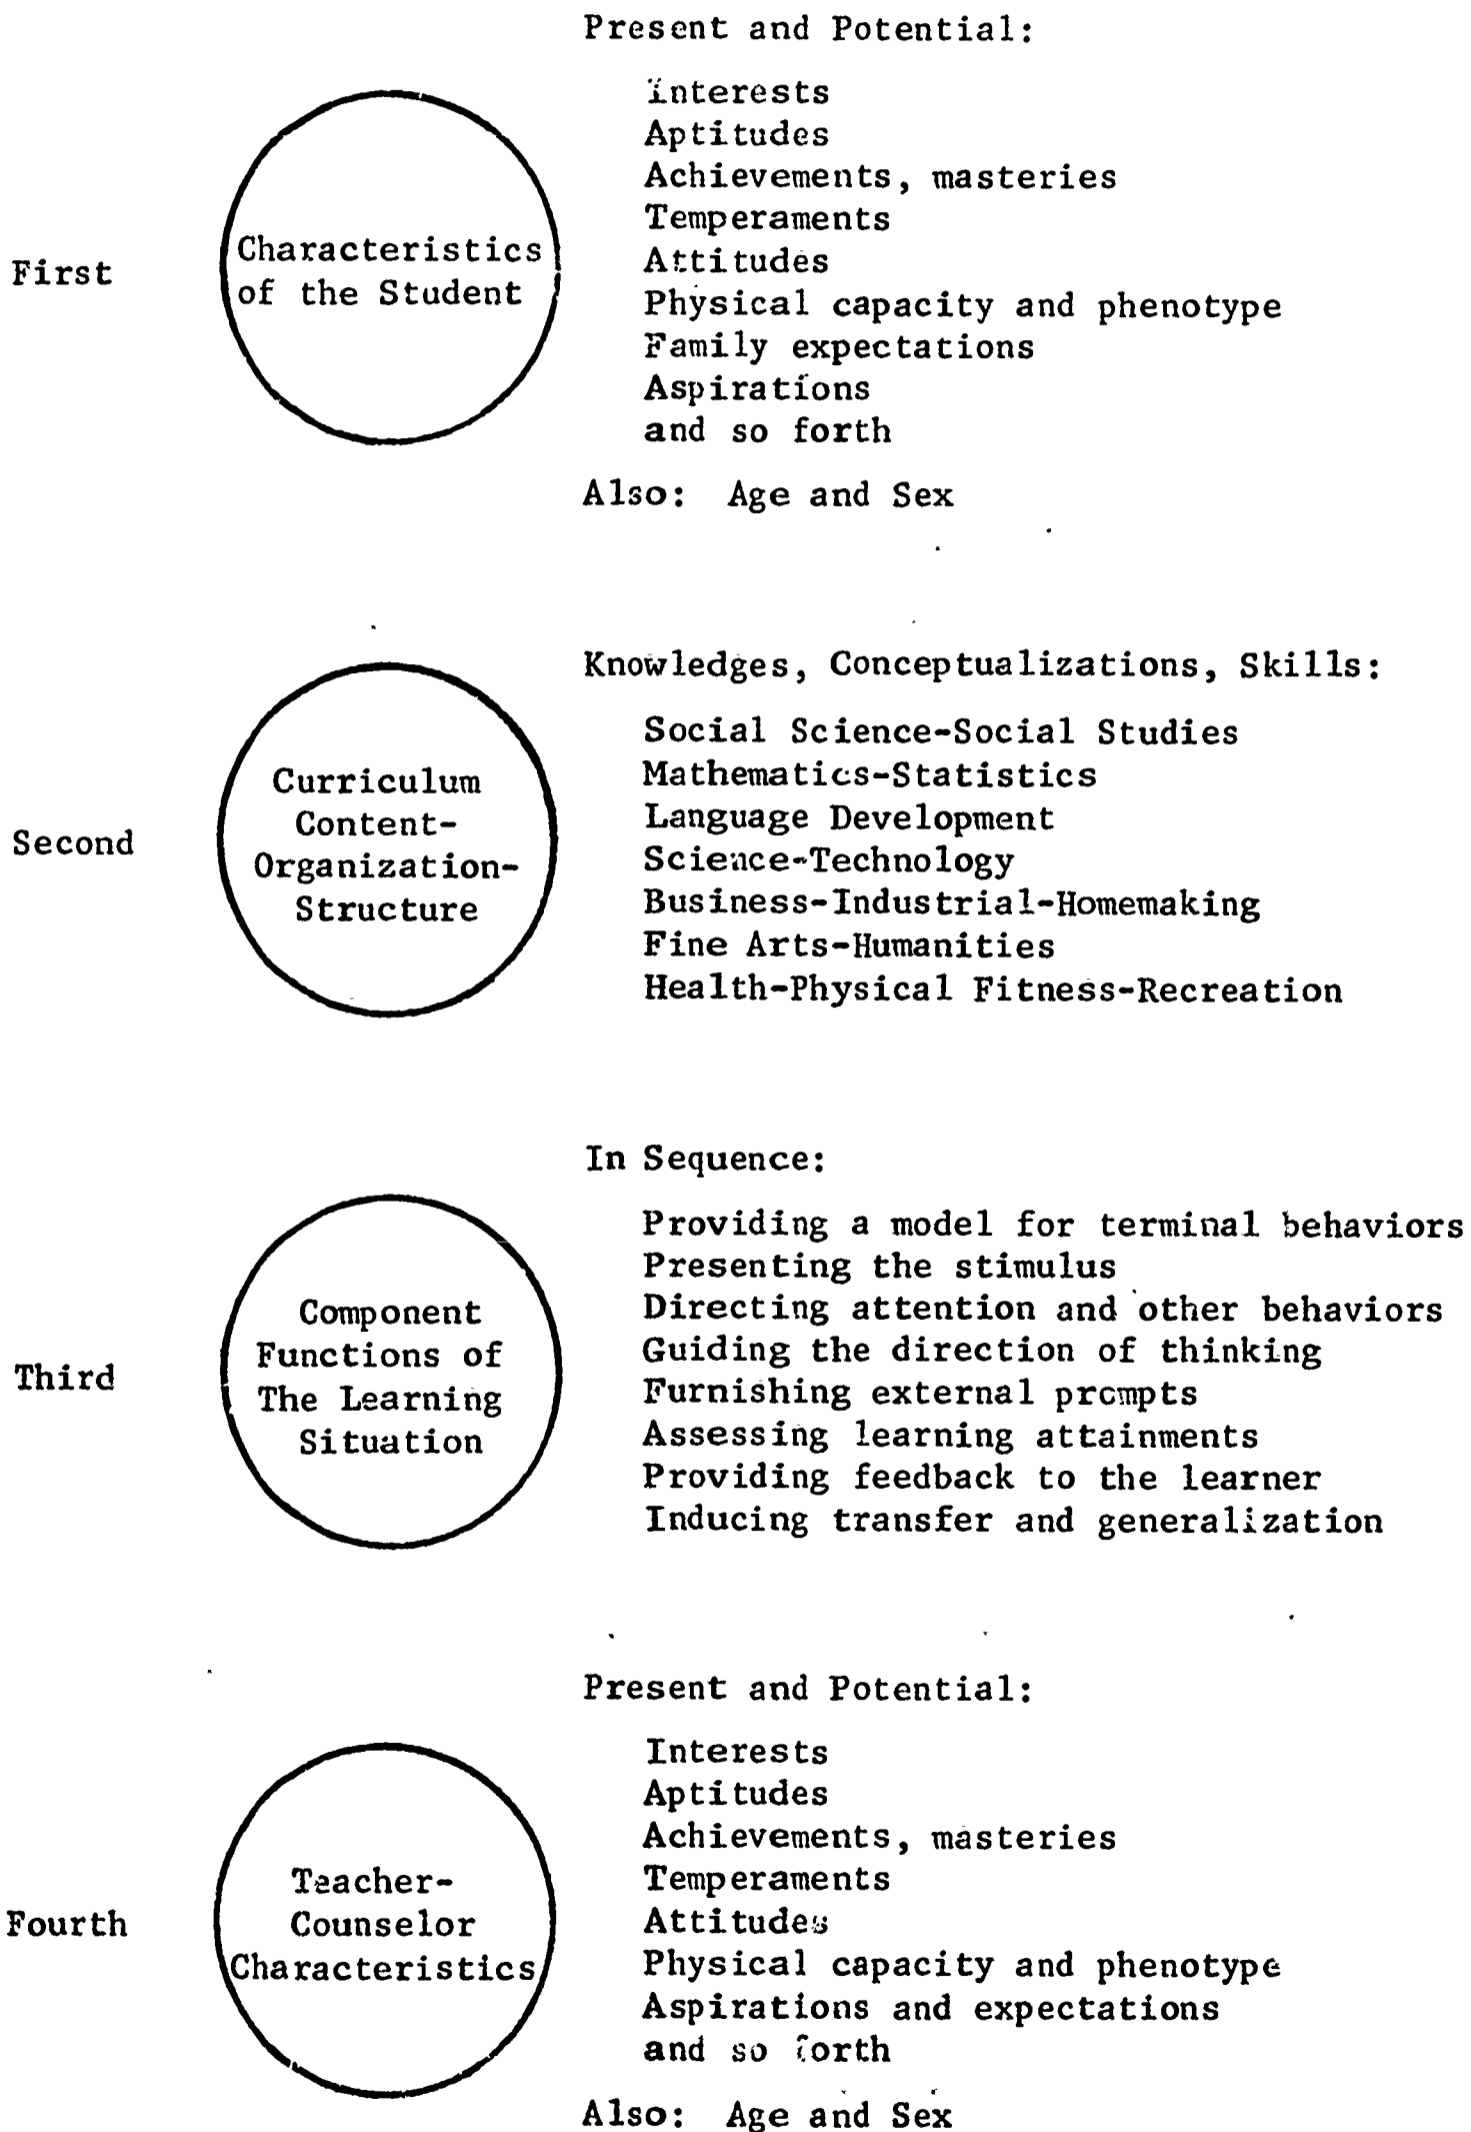 Present and Potential:
Interests
Aptitudes
Achievements, masteries
Temperaments
Attitudes
Physical capacity and phenotype
Family expectations
Aspirations
and so forth
Also: Age and Sex
First
Characteristics
of the Student
Knowledges, Conceptualizations, Skills:
Social Science-Social Studies
Mathematics-Statistics
Language Development
Science-Technology
Business-Industrial-Homemaking
Fine Arts-Humanities
Health-Physical Fitness-Recreation
Second
Curriculum
Content-
Organization-
Structure
In Sequence:
Providing a model for terminal behaviors
Presenting the stimulus
Directing attention and other behaviors
Guiding the direction of thinking
Furnishing external prompts
Assessing learning attainments
Providing feedback to the learner
Inducing transfer and generalization
Third
Component
Functions of
The Learning
Situation
Present and Potential:
Interests
Aptitudes
Achievements, masteries
Temperaments
Attitudes
Physical capacity and phenotype
Aspirations and expectations
and so forth
Also: Age and Sex
Fourth
Teacher-
Counselor
Characteristics